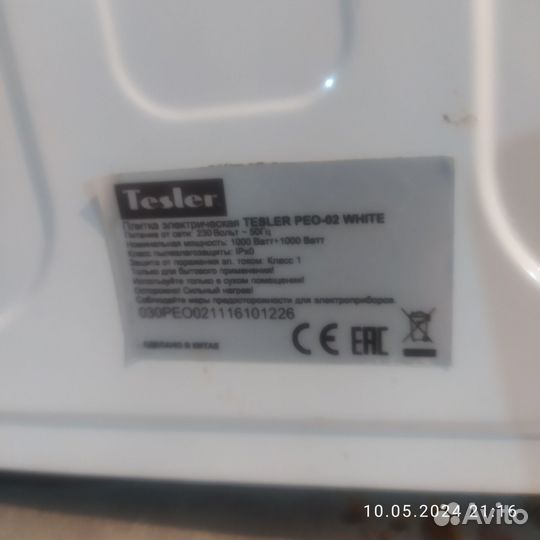 Tesler
Плитка электрическая TESLER PEO-02 WHITE
Питание от сети: 230 Вольт ~ 50Гц
Номинальная мощность: 1000 Ватт+1000 Ватт
Класс пылевлагозащиты: IPx0
Защита от поражения эл. током: Класс 1
Только для бытового применения!
Используйте только в сухом помещении!
Осторожно! Сильный нагрев!
Соблюдайте меры предосторожности для электроприборов.
030PEO021116101226
СДЕЛАНО В КИТАЕ
CE EAC
10.05.2024 21:16
Avito